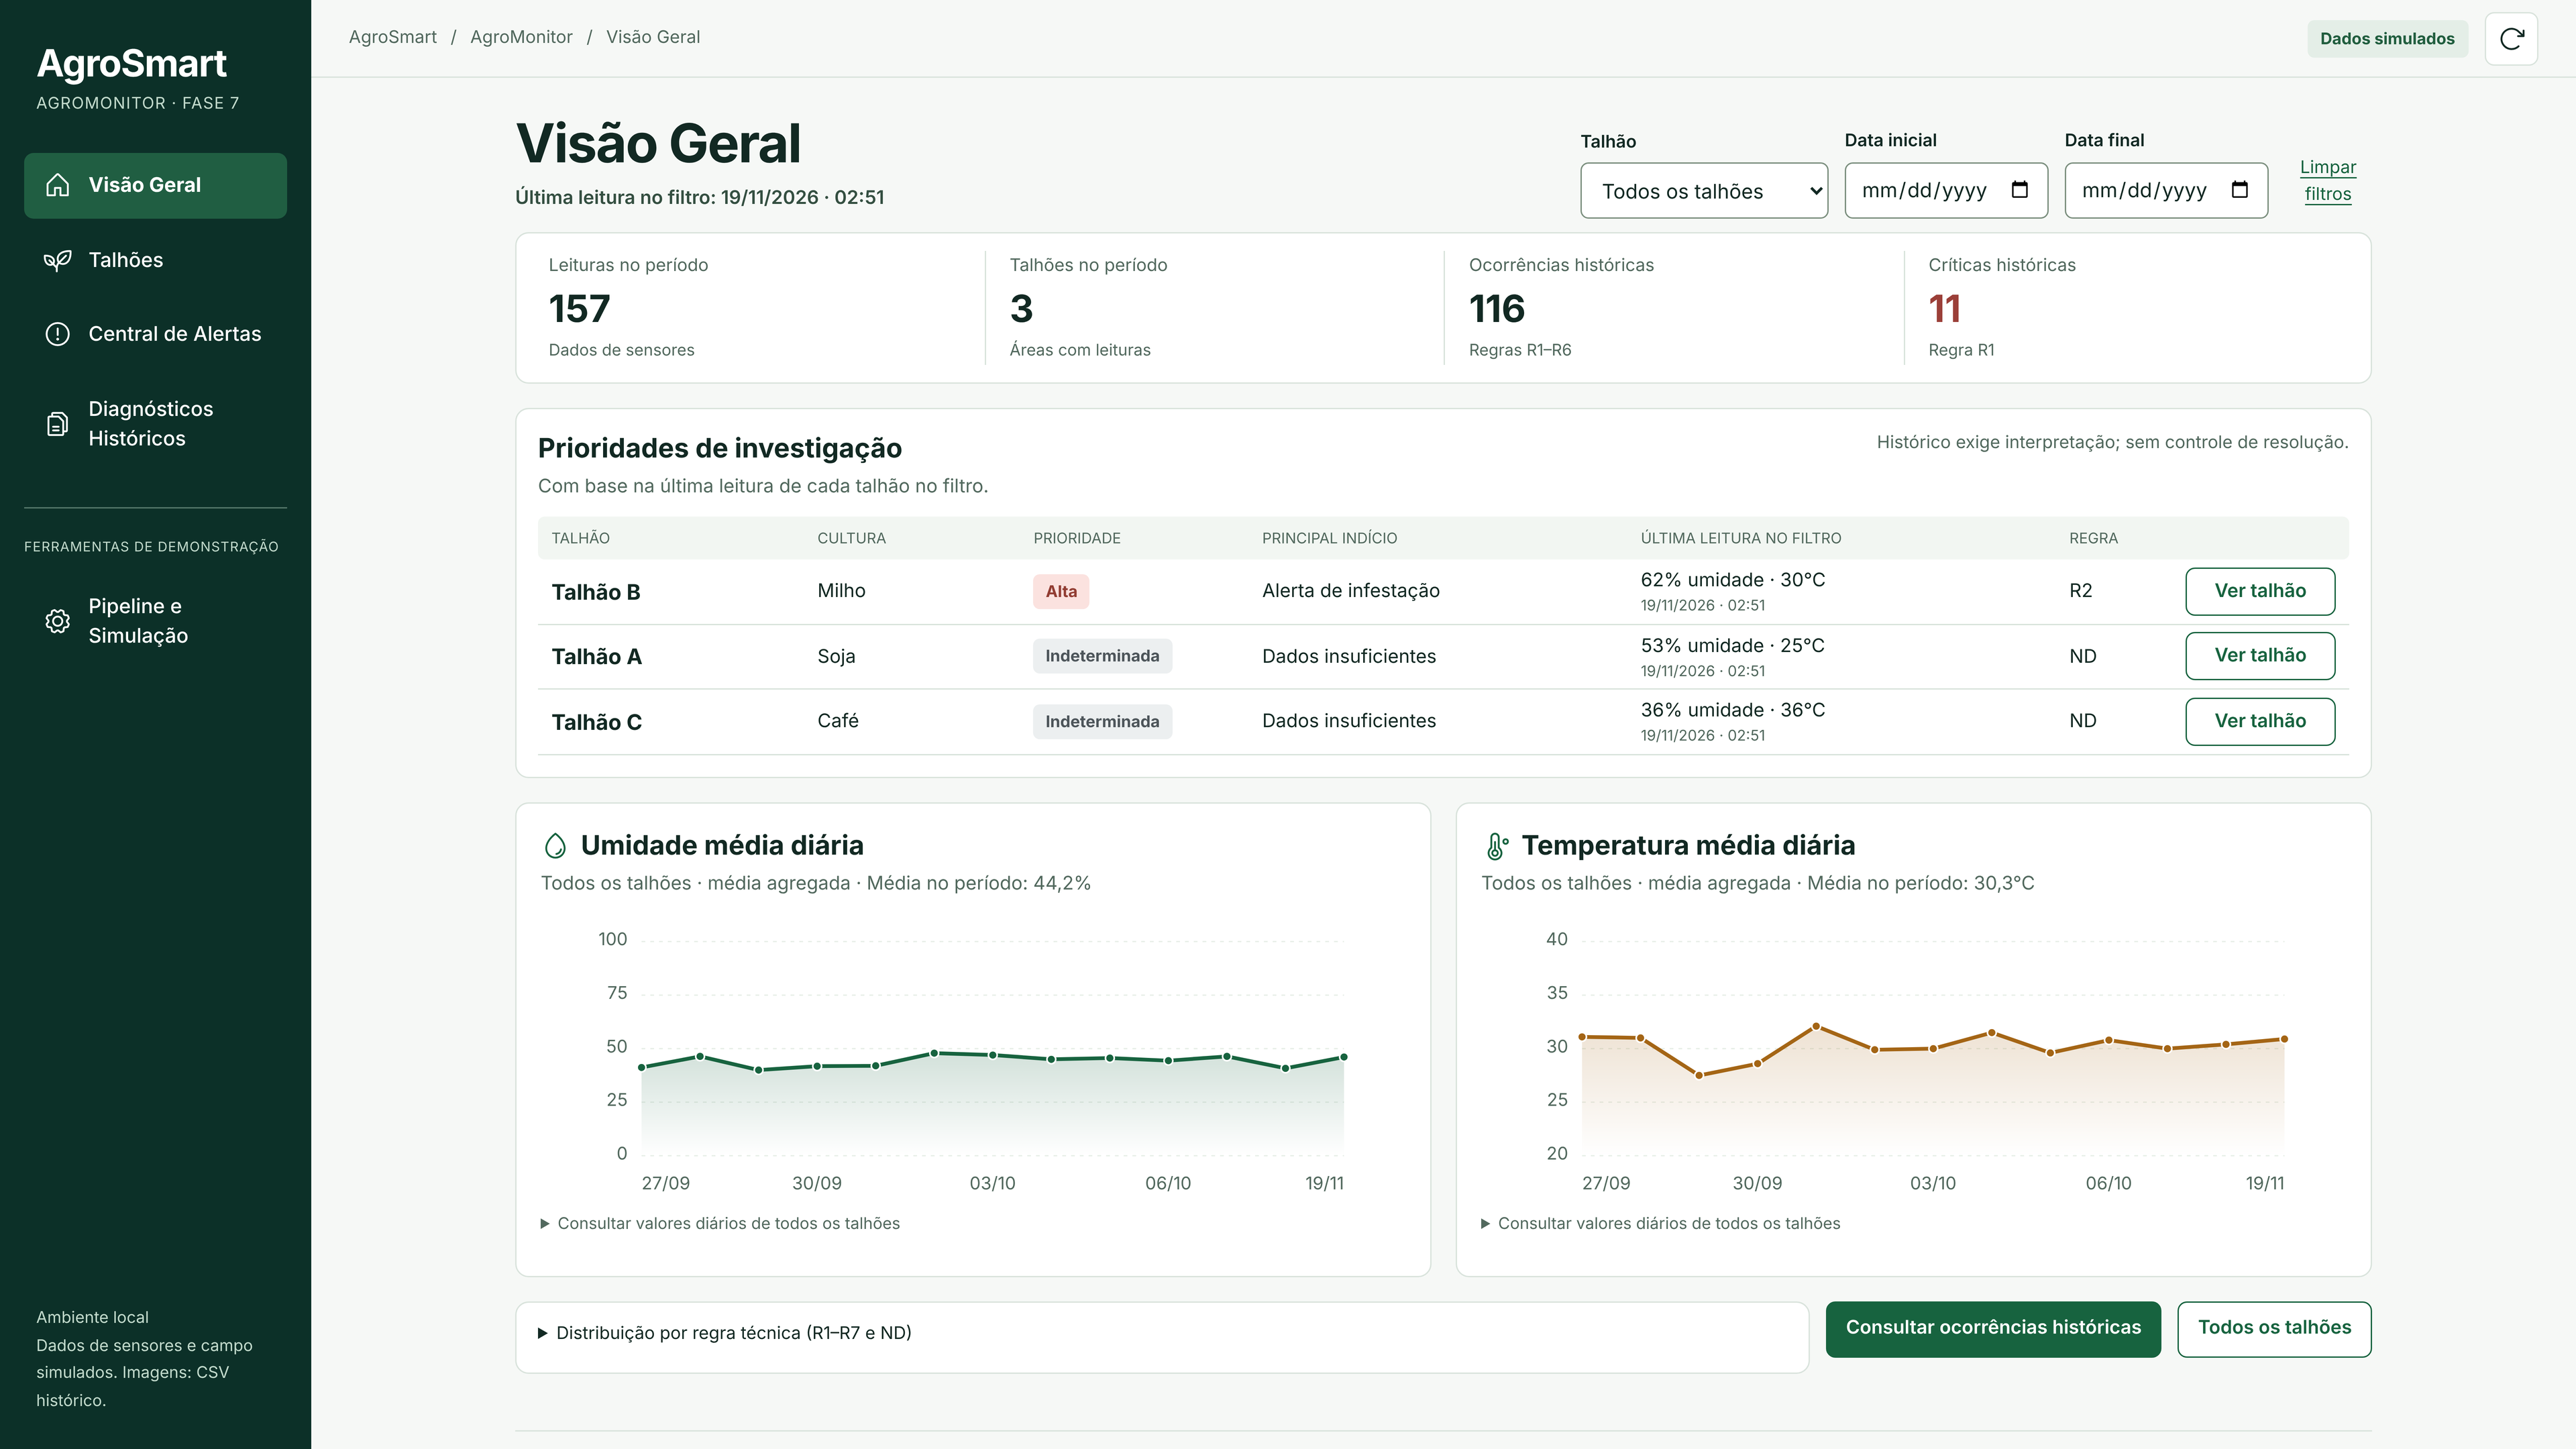 AgroSmart
AGROMONITOR · FASE 7
Visão Geral
Talhões
Central de Alertas
Diagnósticos
Históricos
FERRAMENTAS DE DEMONSTRAÇÃO
Pipeline e
Simulação
Ambiente local
Dados de sensores e campo
simulados. Imagens: CSV
histórico.
AgroSmart / AgroMonitor / Visão Geral
Dados simulados
Visão Geral
Última leitura no filtro: 19/11/2026 · 02:51
Talhão
Todos os talhões
Data inicial
mm/dd/yyyy
Data final
mm/dd/yyyy
Limpar
filtros
Leituras no período
157
Dados de sensores
Talhões no período
3
Áreas com leituras
Ocorrências históricas
116
Regras R1–R6
Críticas históricas
11
Regra R1
Prioridades de investigação
Com base na última leitura de cada talhão no filtro.
Histórico exige interpretação; sem controle de resolução.
TALHÃO CULTURA PRIORIDADE PRINCIPAL INDÍCIO ÚLTIMA LEITURA NO FILTRO REGRA
Talhão B Milho Alta Alerta de infestação 62% umidade · 30°C R2 Ver talhão
19/11/2026 · 02:51
Talhão A Soja Indeterminada Dados insuficientes 53% umidade · 25°C ND Ver talhão
19/11/2026 · 02:51
Talhão C Café Indeterminada Dados insuficientes 36% umidade · 36°C ND Ver talhão
19/11/2026 · 02:51
Umidade média diária
Todos os talhões · média agregada · Média no período: 44,2%
100
75
50
25
0
27/09 30/09 03/10 06/10 19/11
▶ Consultar valores diários de todos os talhões
Temperatura média diária
Todos os talhões · média agregada · Média no período: 30,3°C
40
35
30
25
20
27/09 30/09 03/10 06/10 19/11
▶ Consultar valores diários de todos os talhões
▶ Distribuição por regra técnica (R1–R7 e ND)
Consultar ocorrências históricas
Todos os talhões